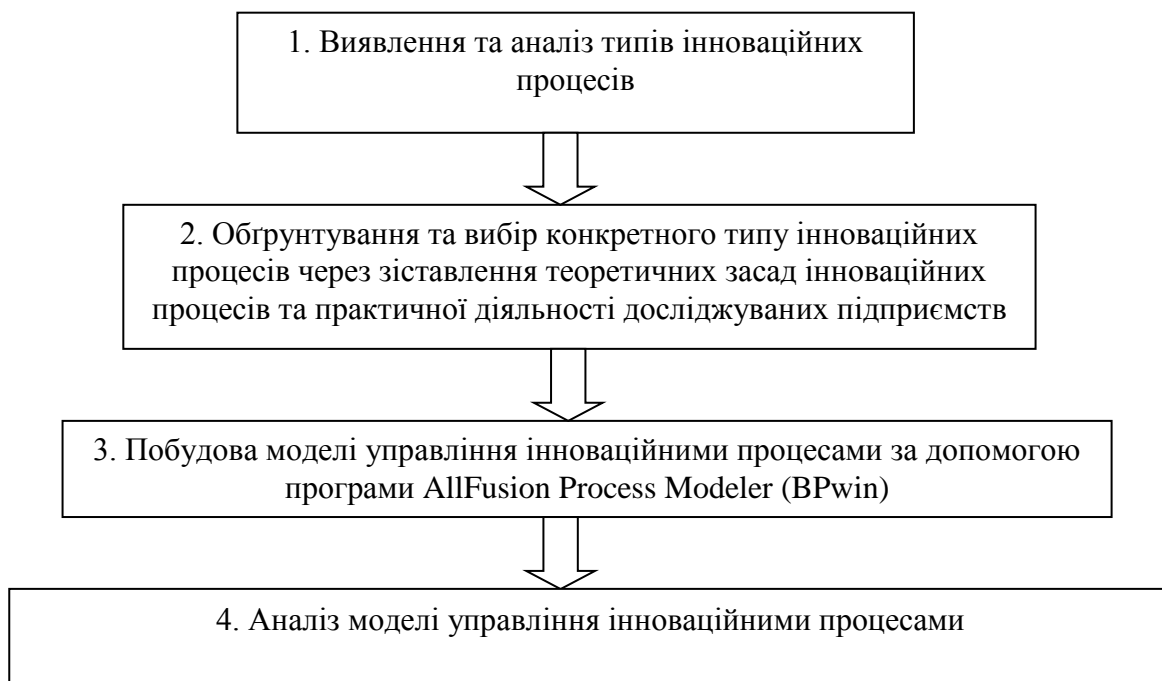 1. Виявлення та аналіз типів інноваційних
процесів
2. Обґрунтування та вибір конкретного типу інноваційних
процесів через зіставлення теоретичних засад інноваційних
процесів та практичної діяльності досліджуваних підприємств
3. Побудова моделі управління інноваційними процесами за допомогою
програми AllFusion Process Modeler (BPwin)
4. Аналіз моделі управління інноваційними процесами